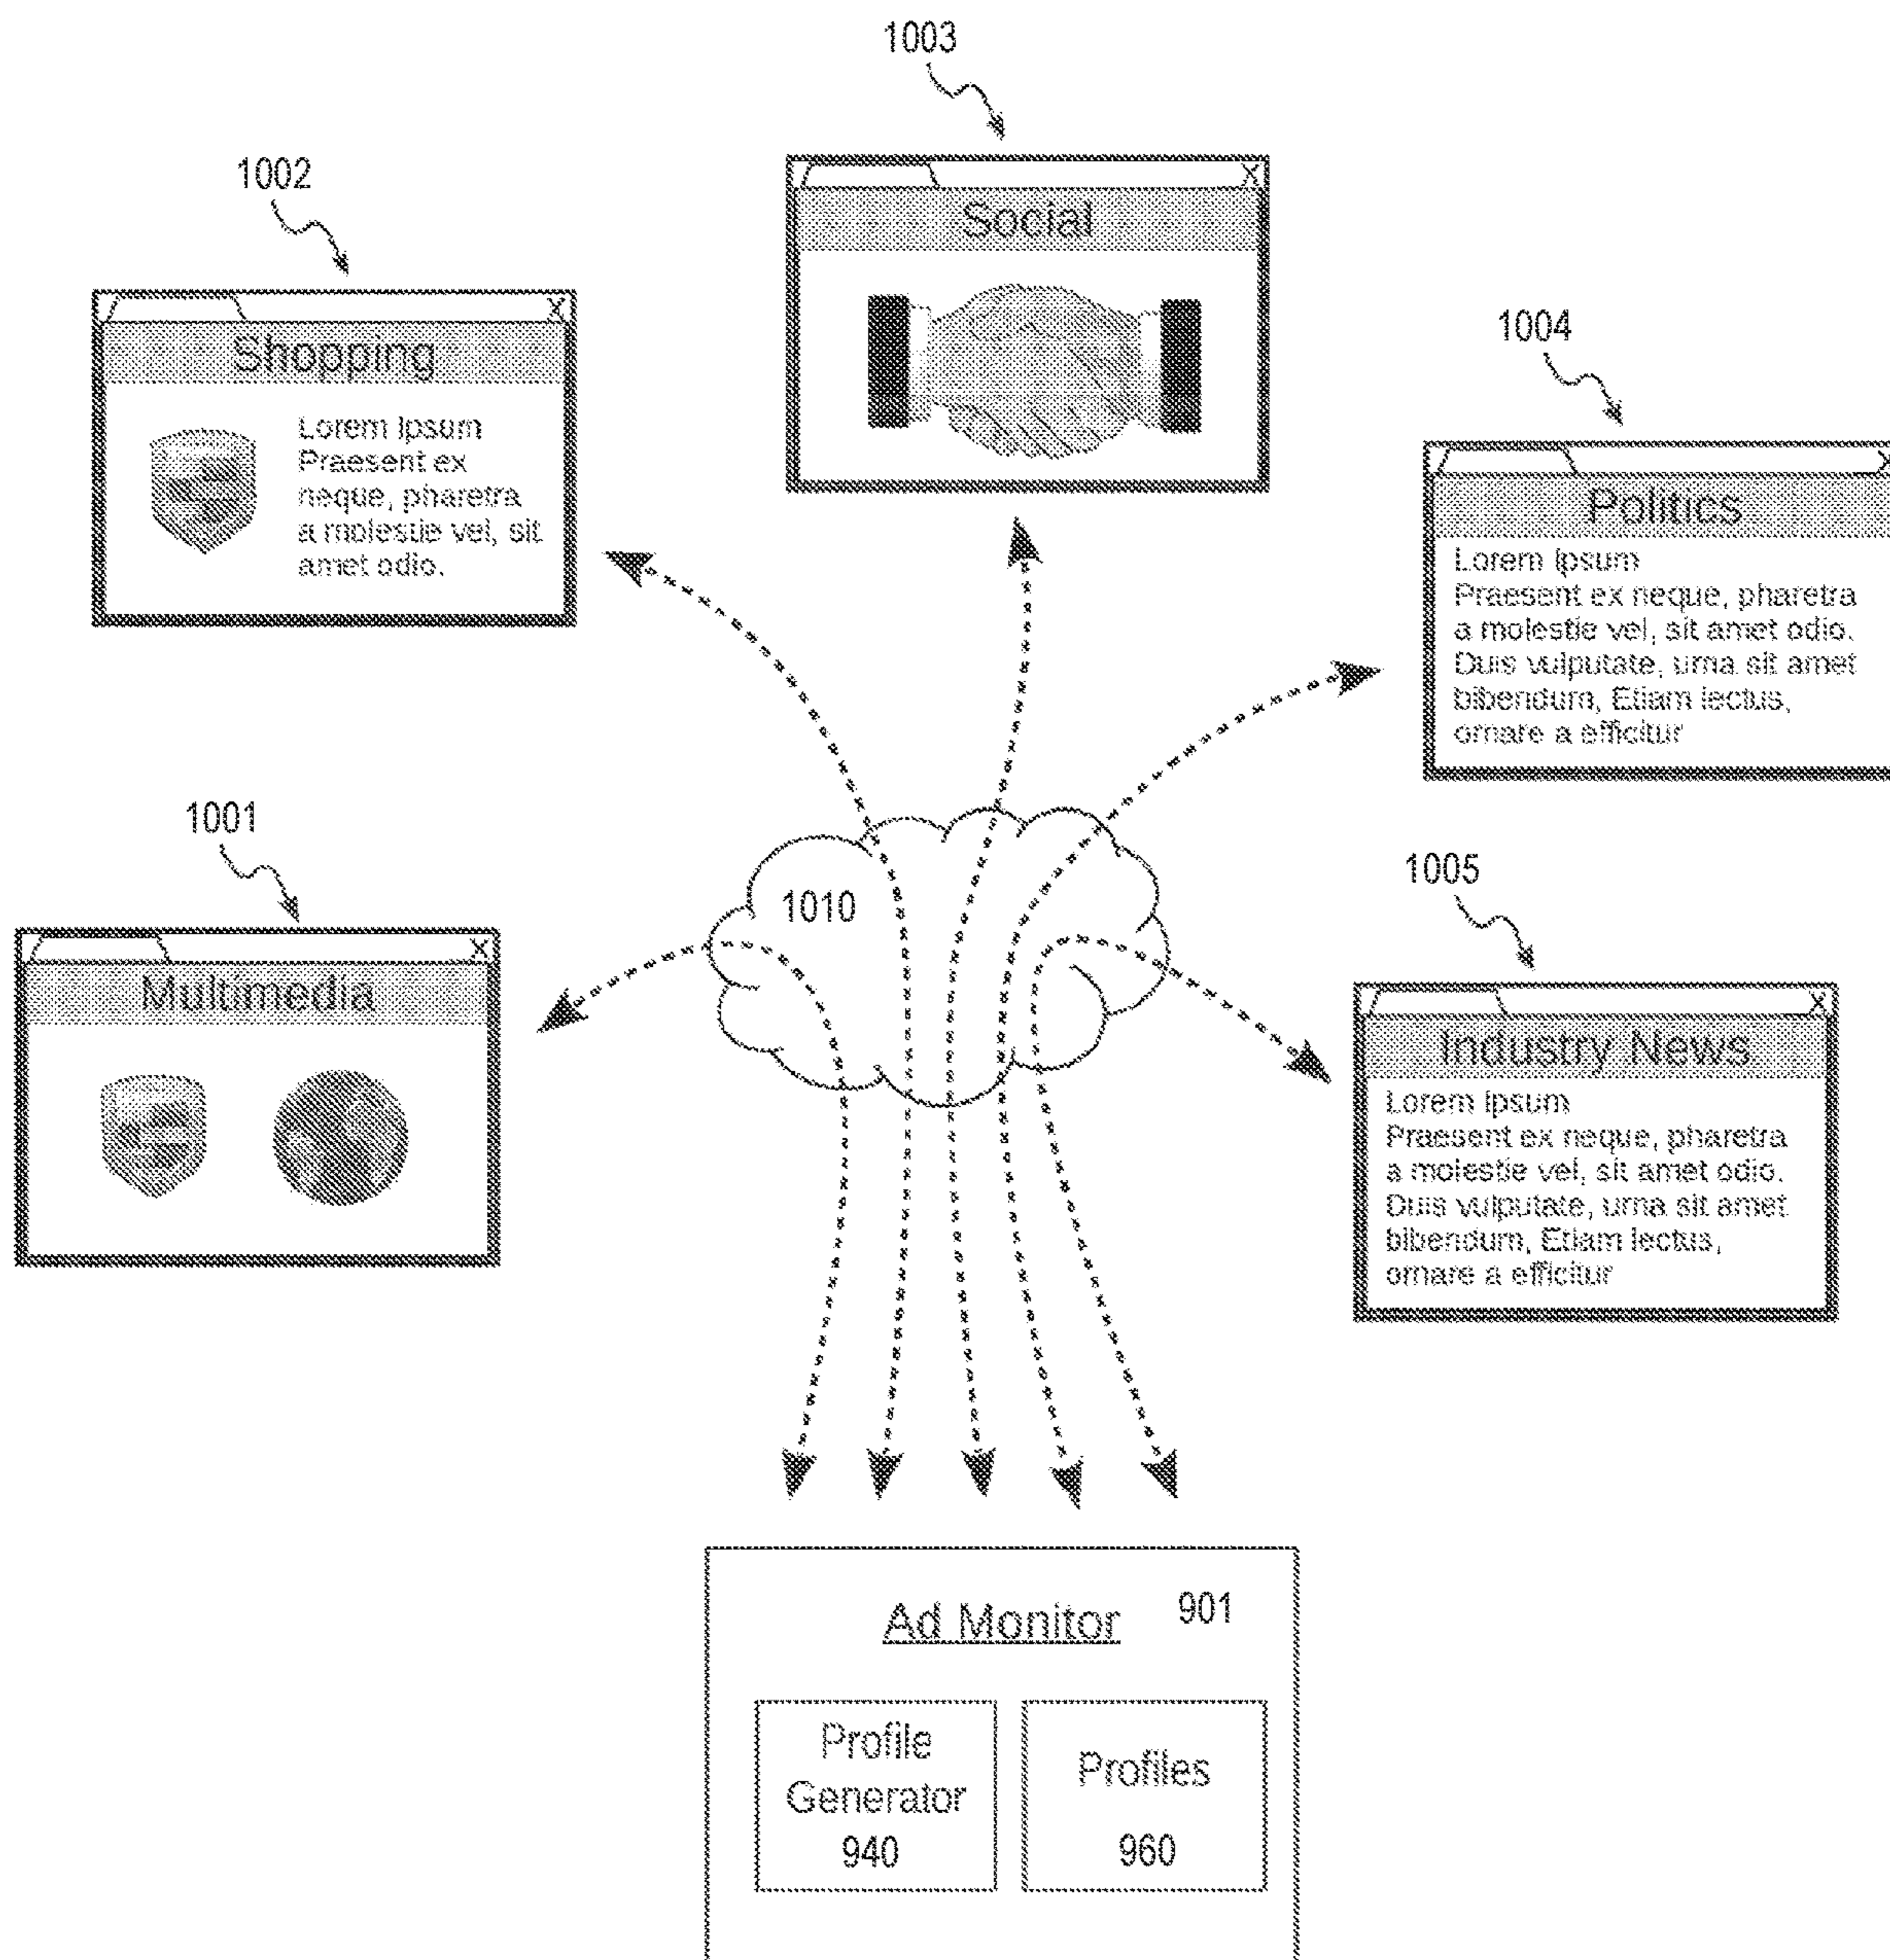 1003
1002
X
Social
1004
X
Shopping
Lorem Ipsum
Praesent ex
neque, pharetra
a molestie vel, sit
amet odio.
X
Politics
Lorem Ipsum
Praesent ex neque, pharetra
a molestie vel, sit amet odio.
Duis vulputate, urna sit amet
bibendum, Etiam lectus,
ornare a efficitur
1001
1010
1005
X
Multimedia
X
Industry News
Lorem Ipsum
Praesent ex neque, pharetra
a molestie vel, sit amet odio.
Duis vulputate, urna sit amet
bibendum, Etiam lectus,
ornare a efficitur
Ad Monitor 901
Profile
Generator
940
Profiles
960